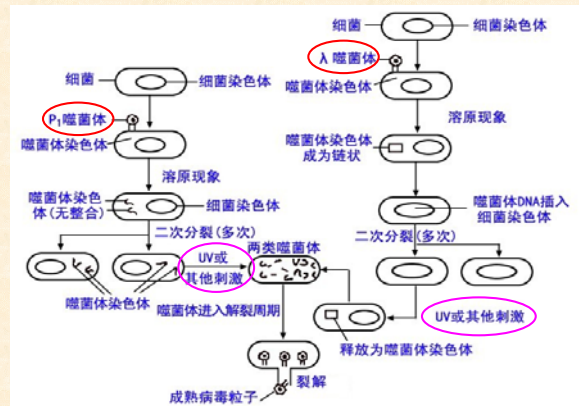 细菌
细菌染色体
λ 噬菌体
噬菌体染色体
溶原现象
噬菌体染色体
成为链状
噬菌体DNA插入
细菌染色体
二次分裂(多次)
UV或其他刺激
释放为噬菌体染色体
细菌
细菌染色体
P₁噬菌体
噬菌体染色体
溶原现象
噬菌体染色
体(无整合)
细菌染色体
二次分裂(多次)
噬菌体染色体
UV或
其他刺激
两类噬菌体
噬菌体进入解裂周期
裂解
成熟病毒粒子